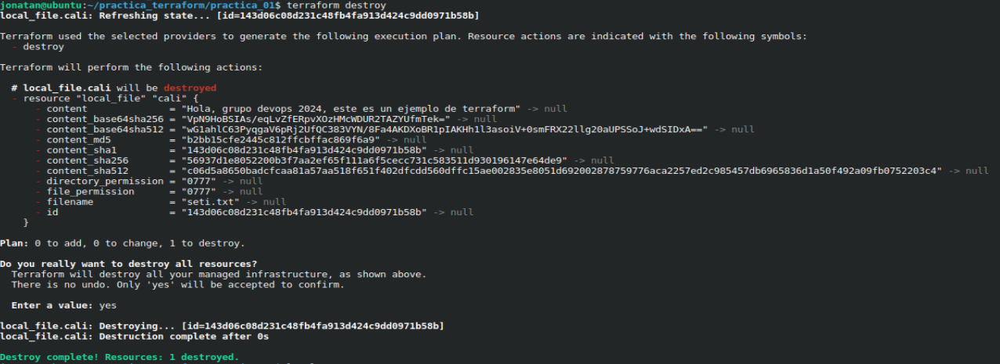 jonatan@ubuntu:~/practica_terraform/practica_01$ terraform destroy
local_file.cali: Refreshing state... [id=143d06c08d231c48fb4fa913d424c9dd0971b58b]
Terraform used the selected providers to generate the following execution plan. Resource actions are indicated with the following symbols:
- destroy
Terraform will perform the following actions:
# local_file.cali will be destroyed
- resource "local_file" "cali" {
- content = "Hola, grupo devops 2024, este es un ejemplo de terraform" -> null
- content_base64sha256 = "VpN9HoBSIAs/eqLvZfERpvXOzHMcWDUR2TAZYUfmTek=" -> null
- content_base64sha512 = "wG1ahlC63PyqgaV6pRj2UfQC383VYN/8Fa4AKDXoBR1pIAKHh1l3asoiV+0smFRX22llg20aUPSSoJ+wdSIDxA==" -> null
- content_md5 = "b2bb15cfe2445c812ffcbffac869f6a9" -> null
- content_sha1 = "143d06c08d231c48fb4fa913d424c9dd0971b58b" -> null
- content_sha256 = "56937d1e8052200b3f7aa2ef65f111a6f5cecc731c583511d930196147e64de9" -> null
- content_sha512 = "c06d5a8650badcfcaa81a57aa518f651f402dfcdd560dffc15ae002835e8051d692002878759776aca2257ed2c985457db6965836d1a50f492a09fb0752203c4" -> null
- directory_permission = "0777" -> null
- file_permission = "0777" -> null
- filename = "seti.txt" -> null
- id = "143d06c08d231c48fb4fa913d424c9dd0971b58b" -> null
}
Plan: 0 to add, 0 to change, 1 to destroy.
Do you really want to destroy all resources?
Terraform will destroy all your managed infrastructure, as shown above.
There is no undo. Only 'yes' will be accepted to confirm.
Enter a value: yes
local_file.cali: Destroying... [id=143d06c08d231c48fb4fa913d424c9dd0971b58b]
local_file.cali: Destruction complete after 0s
Destroy complete! Resources: 1 destroyed.